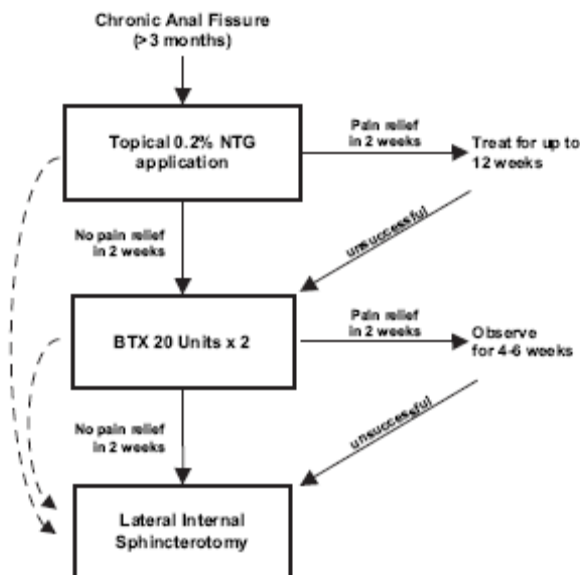 Chronic Anal Fissure
(>3 months)
Topical 0.2% NTG
application
Pain relief
in 2 weeks
Treat for up to
12 weeks
No pain relief
in 2 weeks
unsuccessful
BTX 20 Units x 2
Pain relief
in 2 weeks
Observe
for 4-6 weeks
No pain relief
in 2 weeks
unsuccessful
Lateral Internal
Sphincterotomy